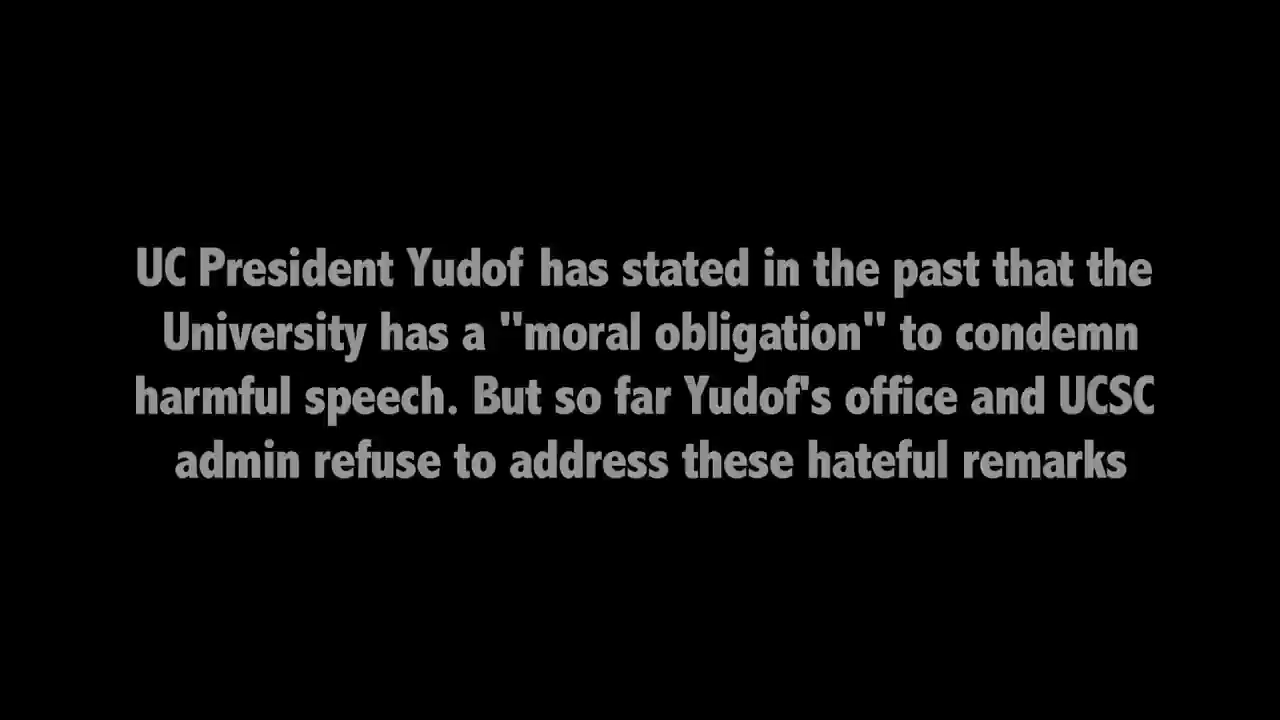 UC President Yudof has stated in the past that the
University has a "moral obligation" to condemn
harmful speech. But so far Yudof's office and UCSC
admin refuse to address these hateful remarks